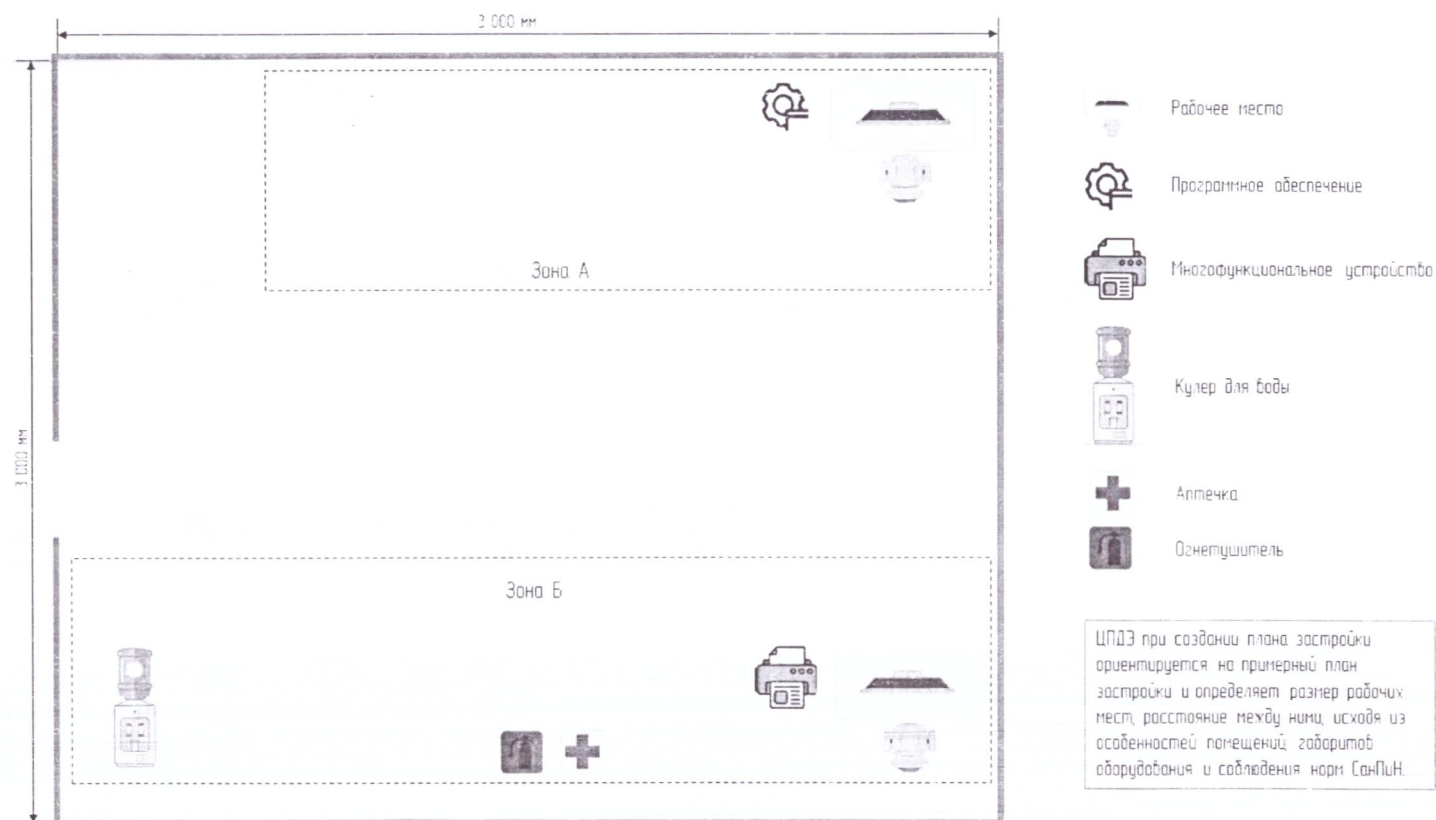 3 000 мм
3 000 мм
Зона А
Зона Б
Рабочее место
Программное обеспечение
Многофункциональное устройство
Кулер для воды
Аптечка
Огнетушитель
ЦПДЭ при создании плана застройки
ориентируется на примерный план
застройки и определяет размер рабочих
мест, расстояние между ними, исходя из
особенностей помещений, габаритов
оборудования и соблюдения норм СанПиН.